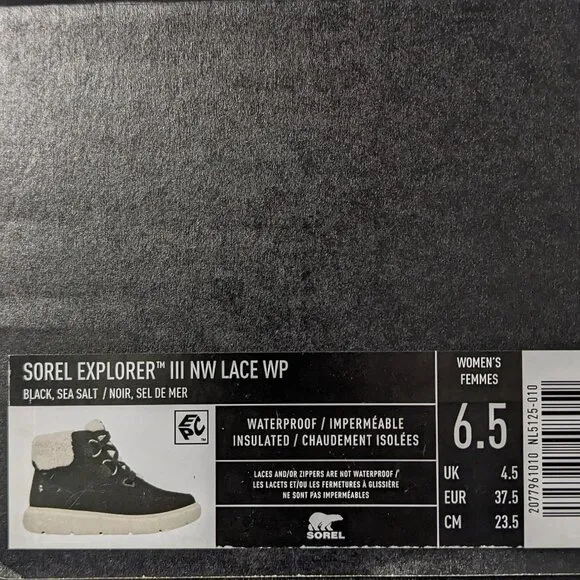 SOREL EXPLORER™ III NW LACE WP
BLACK, SEA SALT / NOIR, SEL DE MER
EPC™
WATERPROOF / IMPERMÉABLE
INSULATED / CHAUDEMENT ISOLÉES
LACES AND/OR ZIPPERS ARE NOT WATERPROOF/
LES LACETS ET/OU LES FERMETURES À GLISSIÈRE
NE SONT PAS IMPERMÉABLES
SOREL
WOMEN'S
FEMMES
6.5
UK 4.5
EUR 37.5
CM 23.5
2077961010 NL5125-010